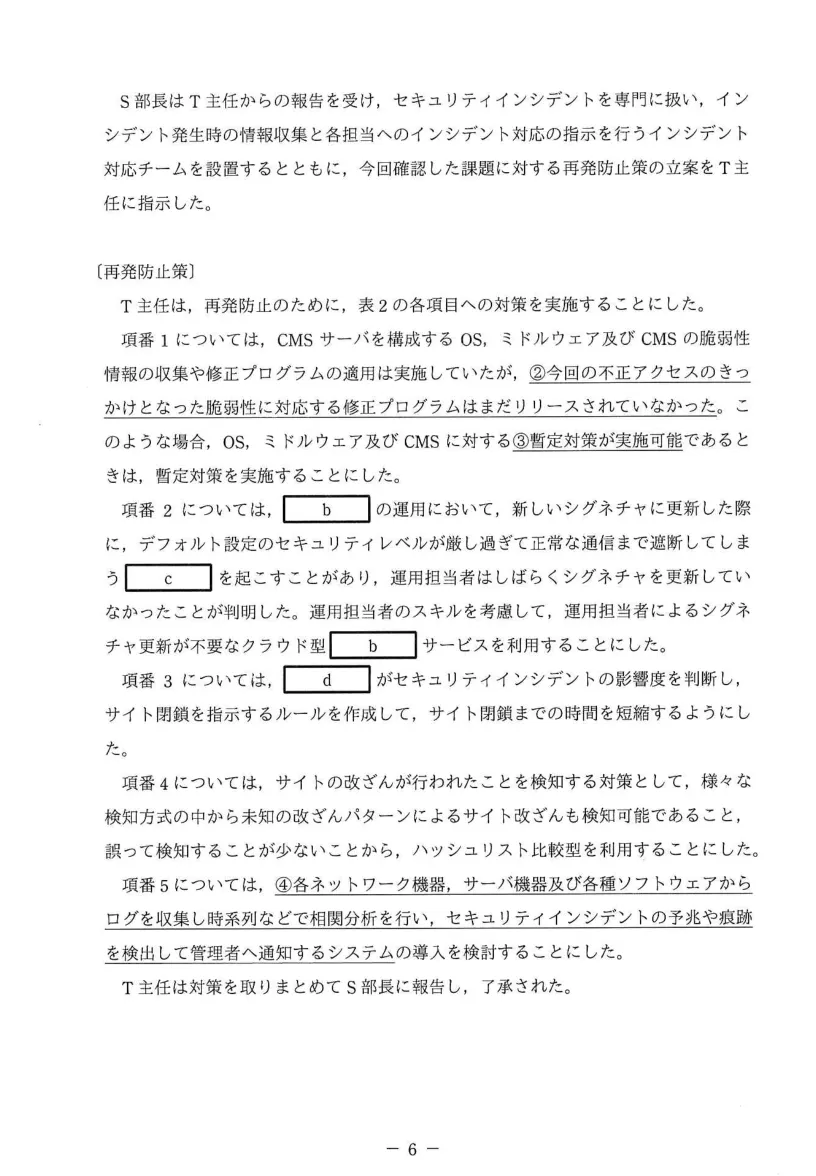 S部長はT主任からの報告を受け，セキュリティインシデントを専門に扱い，イン
シデント発生時の情報収集と各担当へのインシデント対応の指示を行うインシデント
対応チームを設置するとともに，今回確認した課題に対する再発防止策の立案をT主
任に指示した。
〔再発防止策〕
T主任は，再発防止のために，表2の各項目への対策を実施することにした。
項番1については，CMSサーバを構成するOS，ミドルウェア及びCMSの脆弱性
情報の収集や修正プログラムの適用は実施していたが，②今回の不正アクセスのきっ
かけとなった脆弱性に対応する修正プログラムはまだリリースされていなかった。こ
のような場合，OS，ミドルウェア及びCMSに対する③暫定対策が実施可能であると
きは，暫定対策を実施することにした。
項番2については， b の運用において，新しいシグネチャに更新した際
に，デフォルト設定のセキュリティレベルが厳し過ぎて正常な通信まで遮断してしま
う c を起こすことがあり，運用担当者はしばらくシグネチャを更新してい
なかったことが判明した。運用担当者のスキルを考慮して，運用担当者によるシグネ
チャ更新が不要なクラウド型 b サービスを利用することにした。
項番3については， d がセキュリティインシデントの影響度を判断し，
サイト閉鎖を指示するルールを作成して，サイト閉鎖までの時間を短縮するようにし
た。
項番4については，サイトの改ざんが行われたことを検知する対策として，様々な
検知方式の中から未知の改ざんパターンによるサイト改ざんも検知可能であること，
誤って検知することが少ないことから，ハッシュリスト比較型を利用することにした。
項番5については，④各ネットワーク機器，サーバ機器及び各種ソフトウェアから
ログを収集し時系列などで相関分析を行い，セキュリティインシデントの予兆や痕跡
を検出して管理者へ通知するシステムの導入を検討することにした。
T主任は対策を取りまとめてS部長に報告し，了承された。
－ 6 －